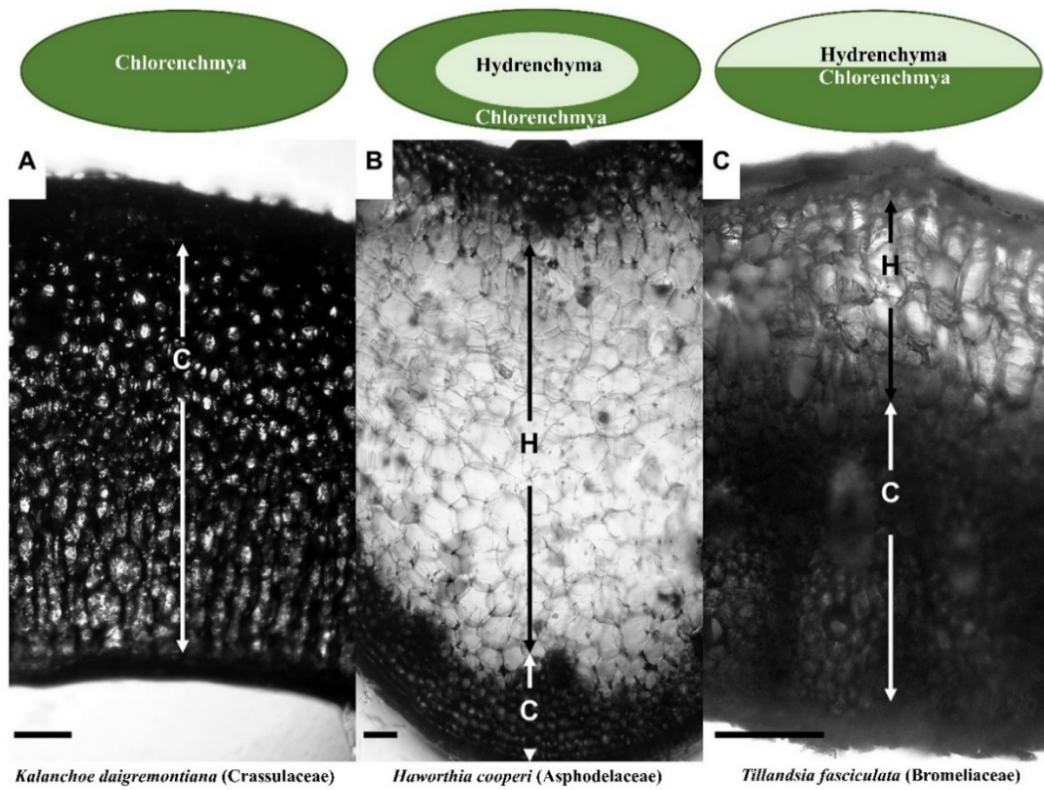 Chlorenchmya
Hydrenchyma
Chlorenchmya
Hydrenchyma
Chlorenchmya
A
B
C
C
H
C
H
C
Kalanchoe daigremontiana (Crassulaceae)
Haworthia cooperi (Asphodelaceae)
Tillandsia fasciculata (Bromeliaceae)